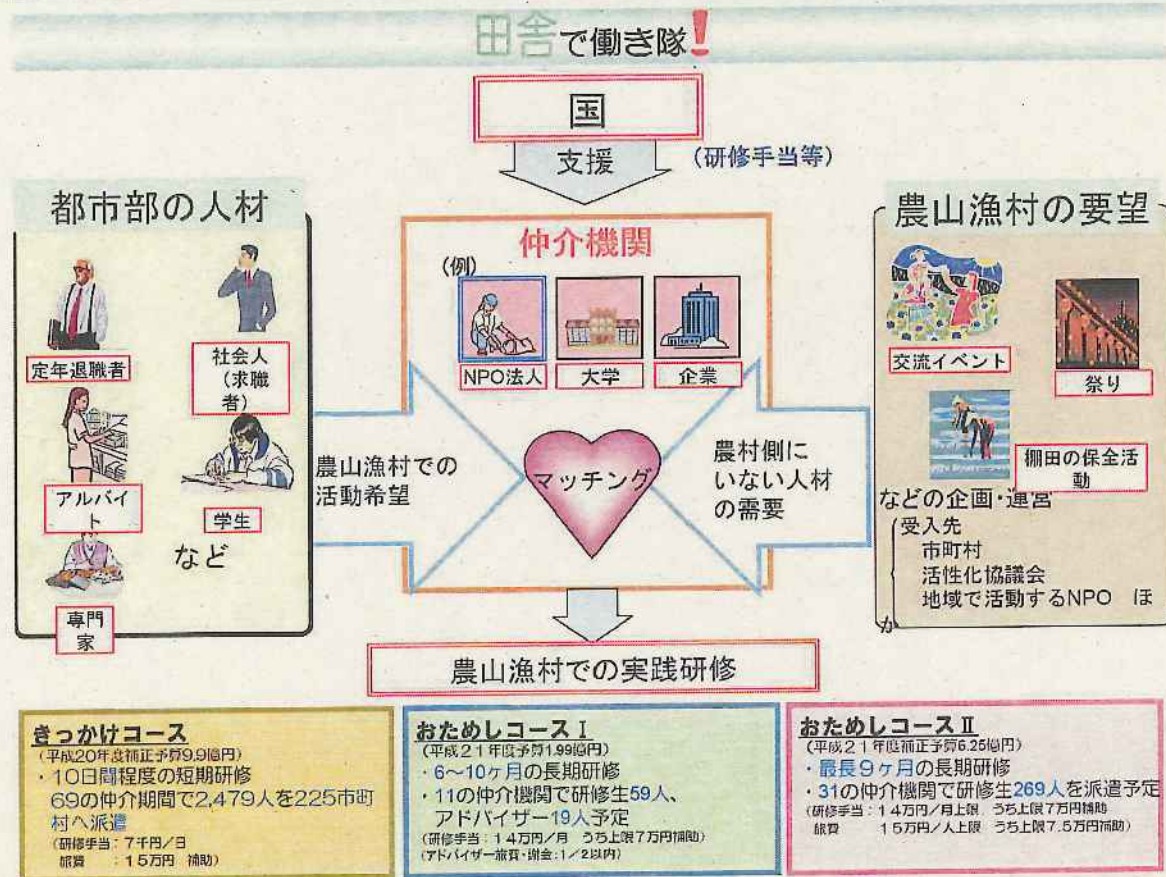 田舎で働き隊!
国
支援
(研修手当等)
都市部の人材
定年退職者
社会人
(求職
者)
アルバイ
ト
学生
専門
家
など
農山漁村での
活動希望
仲介機関
(例)
NPO法人
大学
企業
マッチング
農村側に
いない人材
の需要
農山漁村の要望
交流イベント
祭り
棚田の保全活
動
などの企画・運営
受入先
市町村
活性化協議会
地域で活動するNPO ほ
か
農山漁村での実践研修
きっかけコース
(平成20年度補正予算9.9億円)
・10日間程度の短期研修
69の仲介期間で2,479人を225市町
村へ派遣
(研修手当:7千円/日
旅費 :15万円 補助)
おためしコースⅠ
(平成21年度予算1.99億円)
・6~10ヶ月の長期研修
・11の仲介機関で研修生59人、
アドバイザー19人予定
(研修手当:14万円/月 うち上限7万円補助)
(アドバイザー旅費・謝金:1/2以内)
おためしコースⅡ
(平成21年度補正予算6.25億円)
・最長9ヶ月の長期研修
・31の仲介機関で研修生269人を派遣予定
(研修手当:14万円/月上限 うち上限7万円補助
旅費 15万円/人上限 うち上限7.5万円補助)